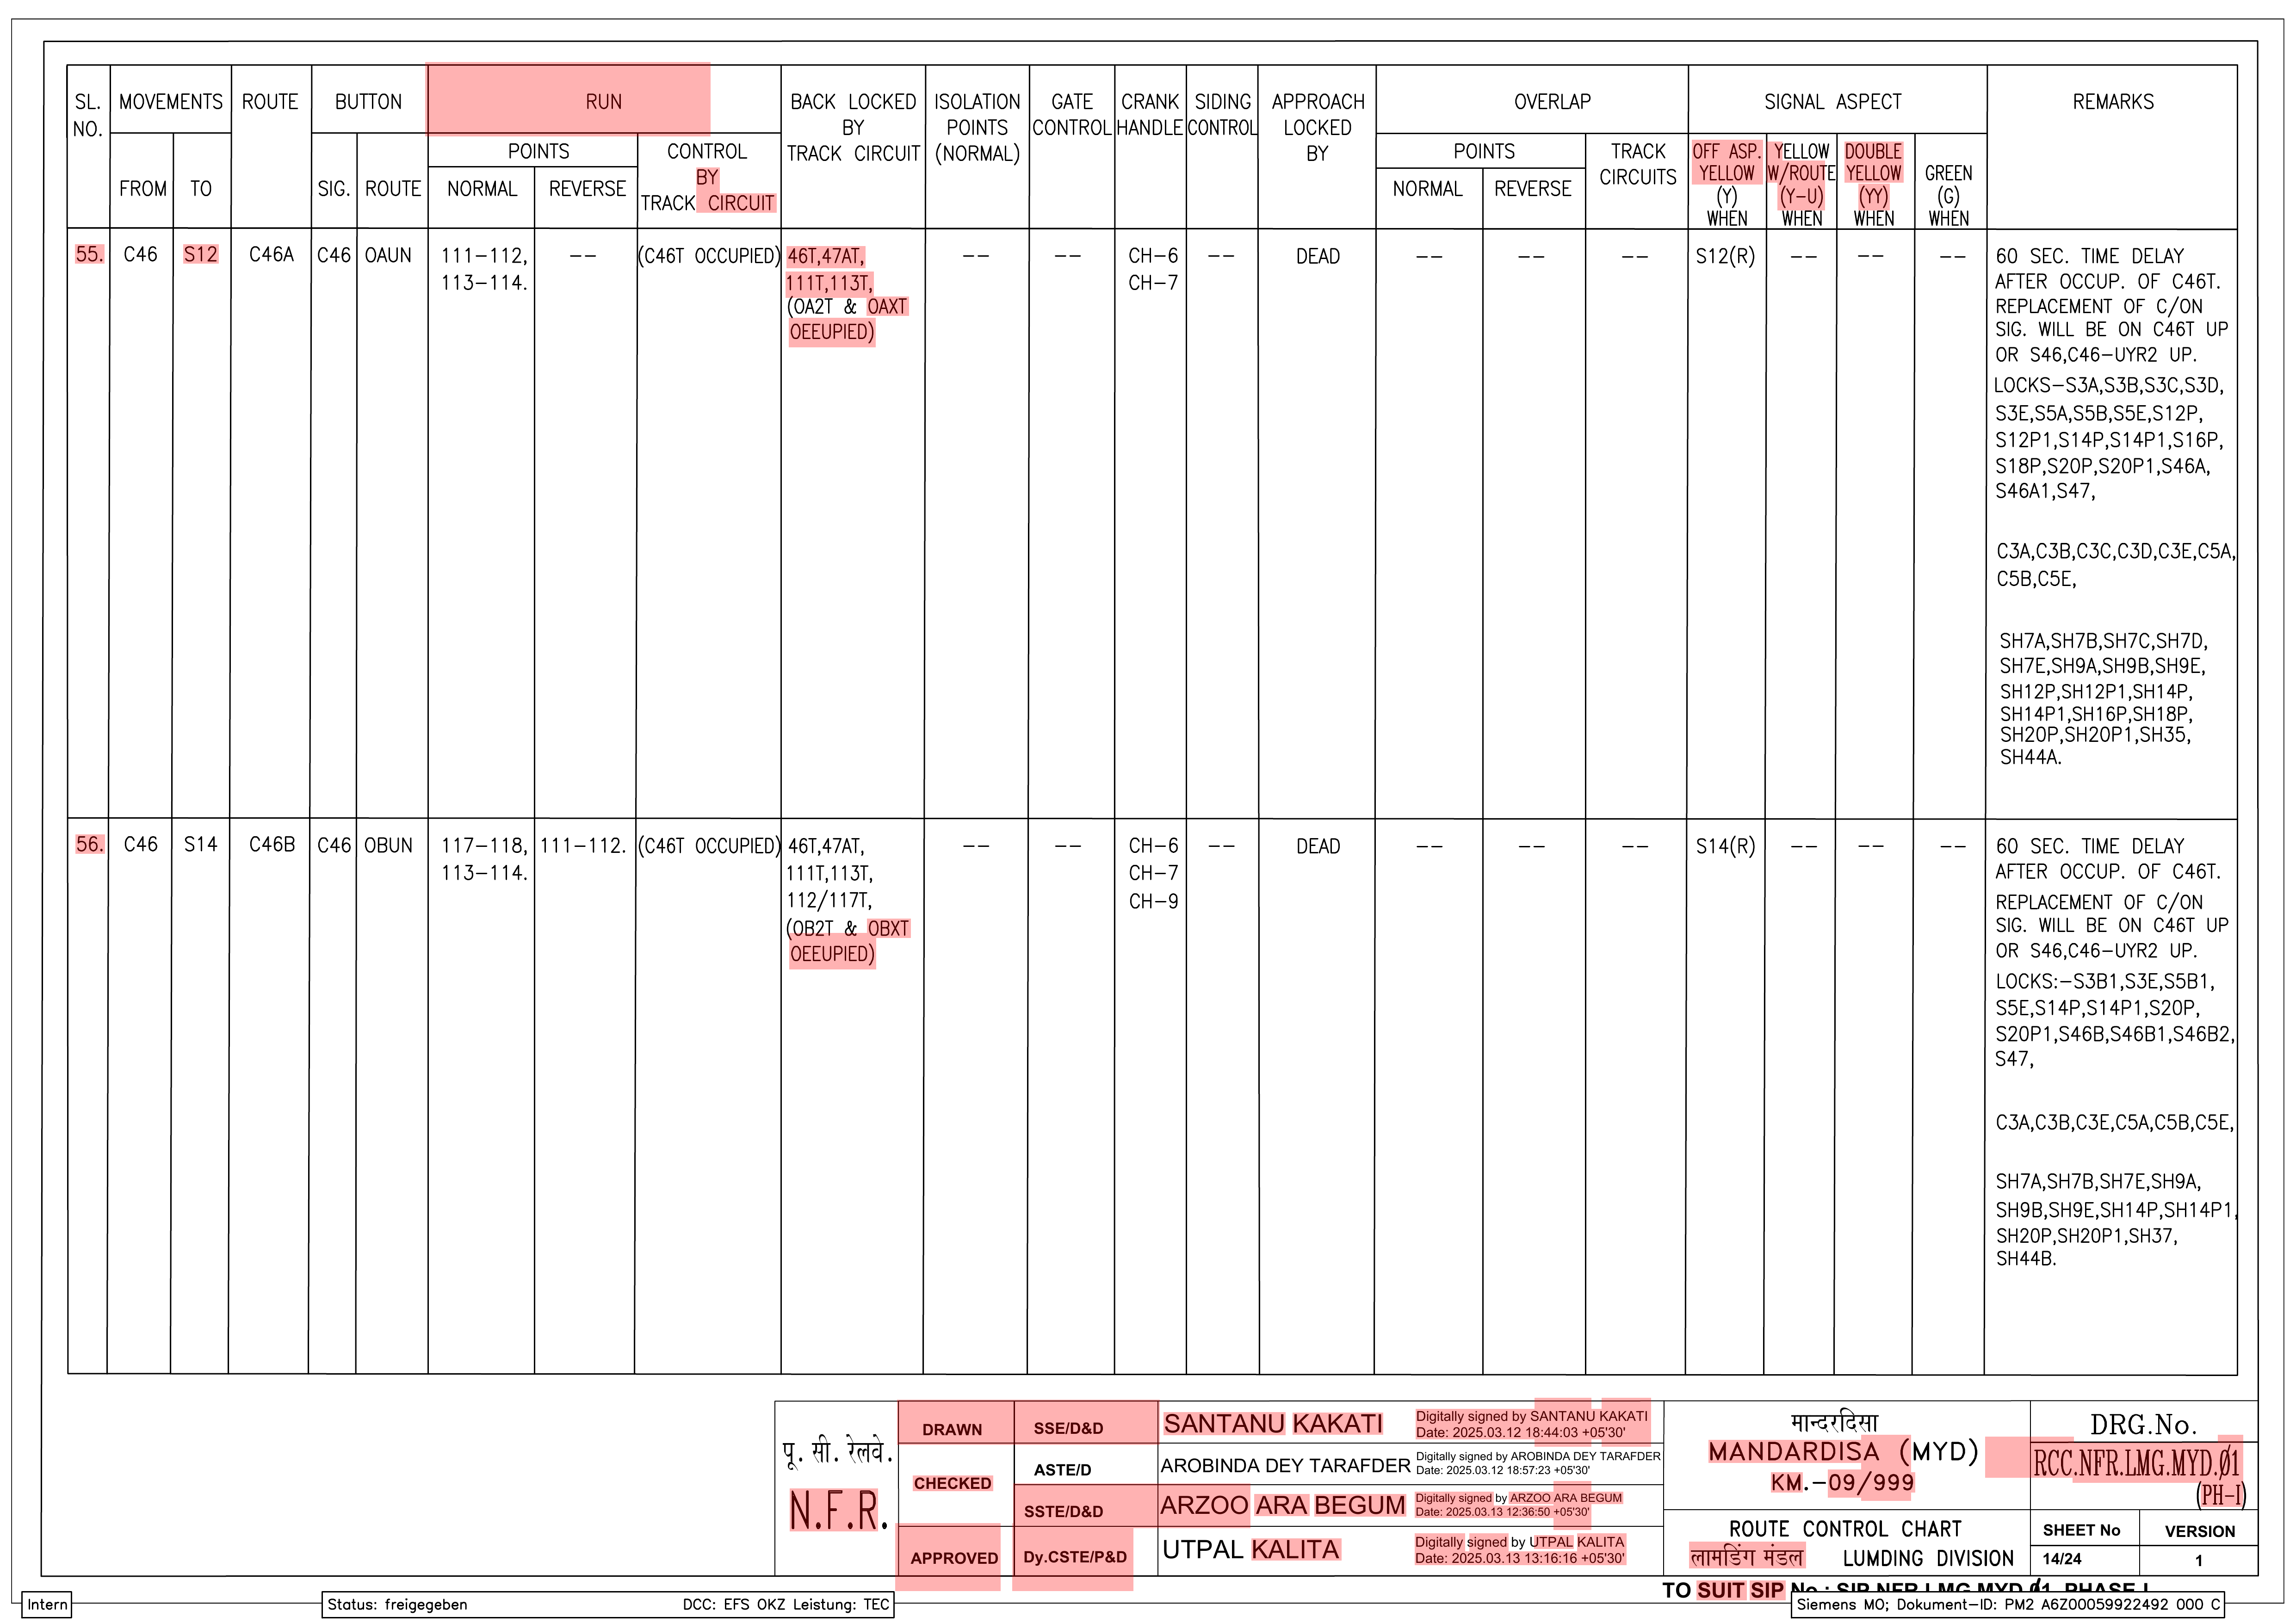 SL. NO.
MOVEMENTS
FROM TO
ROUTE
BUTTON
SIG. ROUTE
RUN
POINTS
NORMAL REVERSE
CONTROL
BY
TRACK CIRCUIT
BACK LOCKED
BY
TRACK CIRCUIT
ISOLATION
POINTS
(NORMAL)
GATE
CONTROL
CRANK
HANDLE
SIDING
CONTROL
APPROACH
LOCKED
BY
OVERLAP
POINTS
NORMAL REVERSE
TRACK
CIRCUITS
SIGNAL ASPECT
OFF ASP.
YELLOW
(Y)
WHEN
YELLOW
W/ROUTE
(Y-U)
WHEN
DOUBLE
YELLOW
(YY)
WHEN
GREEN
(G)
WHEN
REMARKS
55. C46 S12 C46A C46 OAUN
111-112,
113-114.
--
(C46T OCCUPIED)
46T,47AT,
111T,113T,
(OA2T & OAXT
OEEUPIED)
-- --
CH-6
CH-7
-- DEAD -- -- -- S12(R) -- -- --
60 SEC. TIME DELAY
AFTER OCCUP. OF C46T.
REPLACEMENT OF C/ON
SIG. WILL BE ON C46T UP
OR S46,C46-UYR2 UP.
LOCKS-S3A,S3B,S3C,S3D,
S3E,S5A,S5B,S5E,S12P,
S12P1,S14P,S14P1,S16P,
S18P,S20P,S20P1,S46A,
S46A1,S47,
C3A,C3B,C3C,C3D,C3E,C5A,
C5B,C5E,
SH7A,SH7B,SH7C,SH7D,
SH7E,SH9A,SH9B,SH9E,
SH12P,SH12P1,SH14P,
SH14P1,SH16P,SH18P,
SH20P,SH20P1,SH35,
SH44A.
56. C46 S14 C46B C46 OBUN
117-118,
113-114.
111-112.
(C46T OCCUPIED)
46T,47AT,
111T,113T,
112/117T,
(OB2T & OBXT
OEEUPIED)
-- --
CH-6
CH-7
CH-9
-- DEAD -- -- -- S14(R) -- -- --
60 SEC. TIME DELAY
AFTER OCCUP. OF C46T.
REPLACEMENT OF C/ON
SIG. WILL BE ON C46T UP
OR S46,C46-UYR2 UP.
LOCKS:-S3B1,S3E,S5B1,
S5E,S14P,S14P1,S20P,
S20P1,S46B,S46B1,S46B2,
S47,
C3A,C3B,C3E,C5A,C5B,C5E,
SH7A,SH7B,SH7E,SH9A,
SH9B,SH9E,SH14P,SH14P1,
SH20P,SH20P1,SH37,
SH44B.
पू. सी. रेलवे.
N.F.R.
DRAWN SSE/D&D SANTANU KAKATI
Digitally signed by SANTANU KAKATI
Date: 2025.03.12 18:44:03 +05'30'
CHECKED ASTE/D AROBINDA DEY TARAFDER
Digitally signed by AROBINDA DEY TARAFDER
Date: 2025.03.12 18:57:23 +05'30'
SSTE/D&D ARZOO ARA BEGUM
Digitally signed by ARZOO ARA BEGUM
Date: 2025.03.13 12:36:50 +05'30'
APPROVED Dy.CSTE/P&D UTPAL KALITA
Digitally signed by UTPAL KALITA
Date: 2025.03.13 13:16:16 +05'30'
मान्दरदिसा
MANDARDISA (MYD)
KM.-09/999
ROUTE CONTROL CHART
लामडिंग मंडल LUMDING DIVISION
DRG.No.
RCC.NFR.LMG.MYD.Ø1
(PH-I)
SHEET No VERSION
14/24 1
TO SUIT SIP No.: SIP.NFR.LMG.MYD.Ø1, PHASE-I
Intern
Status: freigegeben DCC: EFS OKZ Leistung: TEC
Siemens MO; Dokument-ID: PM2 A6Z00059922492 000 C